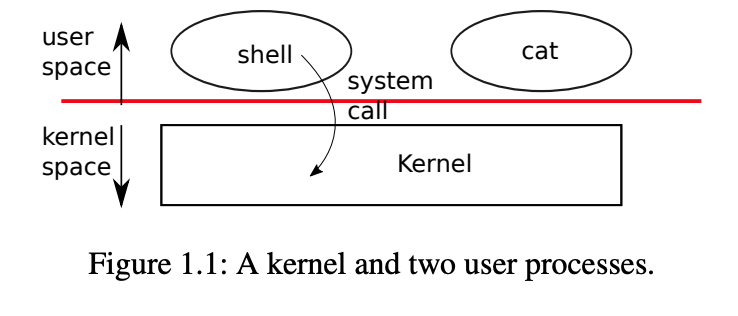 user
space
shell
cat
system
call
kernel
space
Kernel
Figure 1.1: A kernel and two user processes.